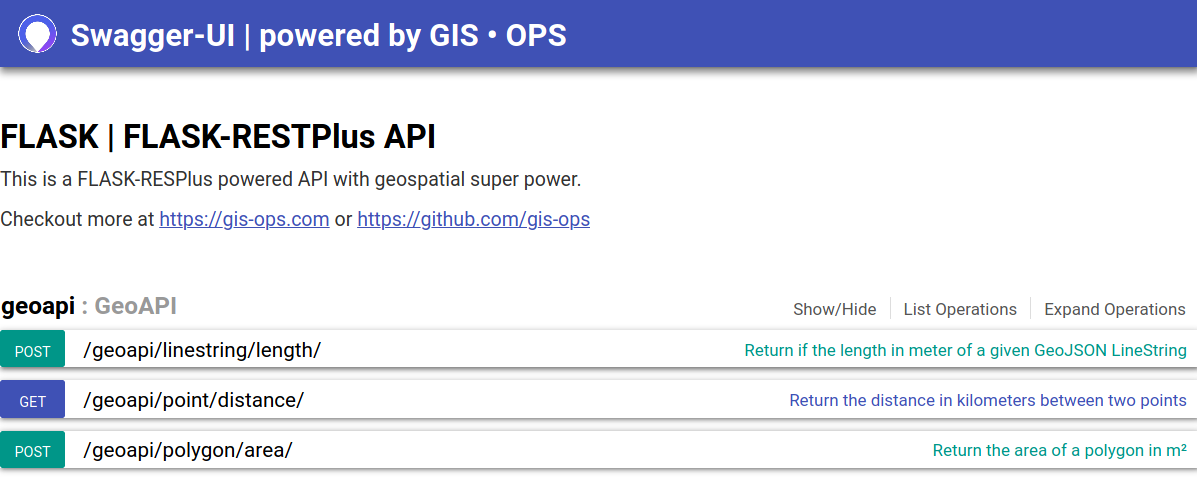 Swagger-UI | powered by GIS • OPS
FLASK | FLASK-RESTPlus API
This is a FLASK-RESPlus powered API with geospatial super power.
Checkout more at https://gis-ops.com or https://github.com/gis-ops
geoapi : GeoAPI Show/Hide List Operations Expand Operations
POST /geoapi/linestring/length/ Return if the length in meter of a given GeoJSON LineString
GET /geoapi/point/distance/ Return the distance in kilometers between two points
POST /geoapi/polygon/area/ Return the area of a polygon in m²